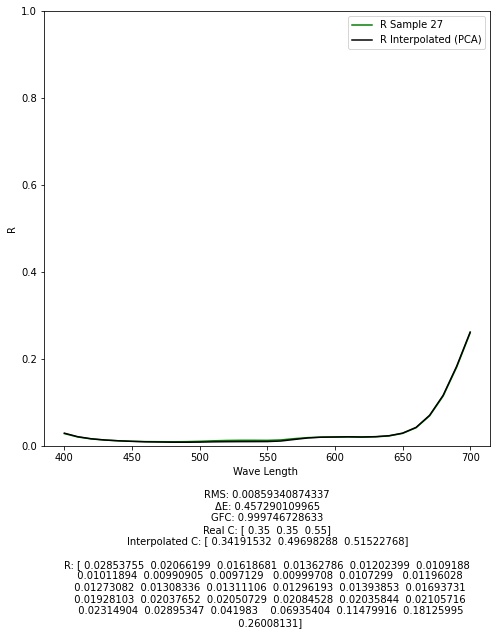 1.0
R Sample 27
R Interpolated (PCA)
0.8
0.6
R
0.4
0.2
0.0
400 450 500 550 600 650 700
Wave Length
RMS: 0.00859340874337
ΔE: 0.457290109965
GFC: 0.999746728633
Real C: [ 0.35 0.35 0.55]
Interpolated C: [ 0.34191532 0.49698288 0.51522768]
R: [ 0.02853755 0.02066199 0.01618681 0.01362786 0.01202399 0.0109188
0.01011894 0.00990905 0.0097129 0.00999708 0.0107299 0.01196028
0.01273082 0.01308336 0.01311106 0.01296193 0.01393853 0.01693731
0.01928103 0.02037652 0.02050729 0.02084528 0.02035844 0.02105716
0.02314904 0.02895347 0.041983 0.06935404 0.11479916 0.18125995
0.26008131]